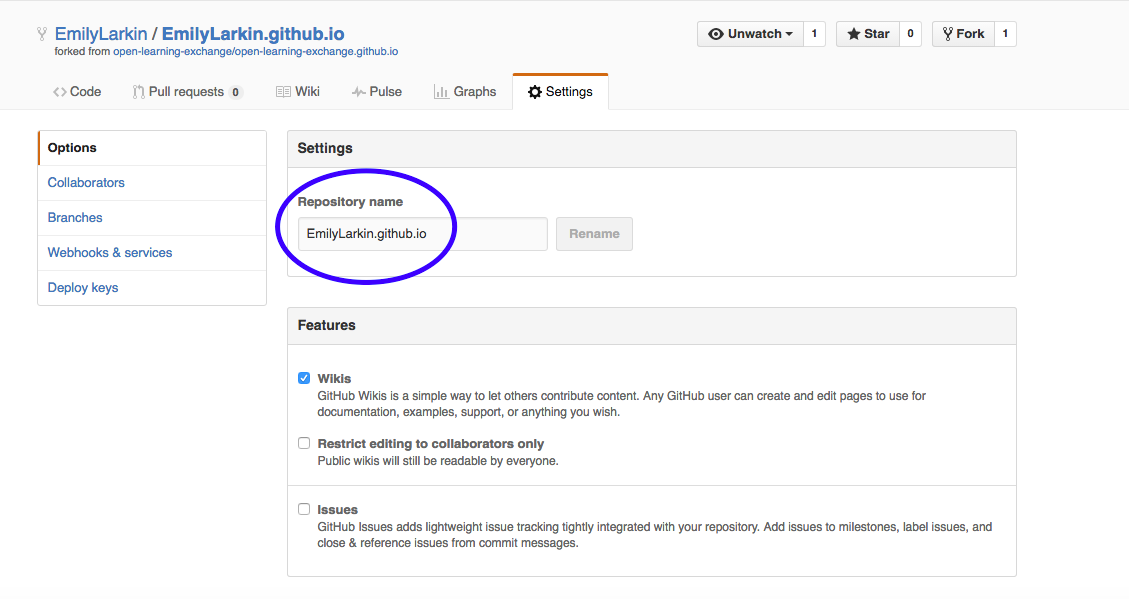 EmilyLarkin / EmilyLarkin.github.io
forked from open-learning-exchange/open-learning-exchange.github.io
Unwatch 1 Star 0 Fork 1
Code Pull requests 0 Wiki Pulse Graphs Settings
Options
Collaborators
Branches
Webhooks & services
Deploy keys
Settings
Repository name
EmilyLarkin.github.io Rename
Features
Wikis
GitHub Wikis is a simple way to let others contribute content. Any GitHub user can create and edit pages to use for
documentation, examples, support, or anything you wish.
Restrict editing to collaborators only
Public wikis will still be readable by everyone.
Issues
GitHub Issues adds lightweight issue tracking tightly integrated with your repository. Add issues to milestones, label issues, and
close & reference issues from commit messages.